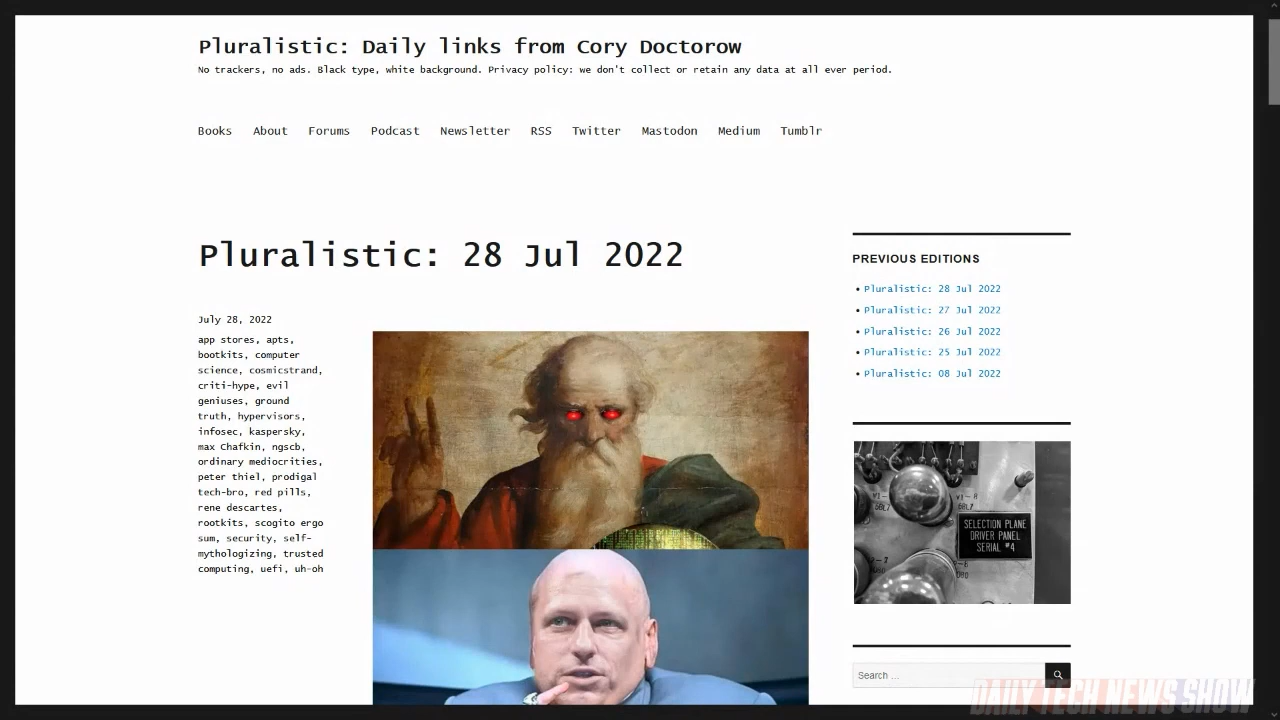 Pluralistic: Daily links from Cory Doctorow
No trackers, no ads. Black type, white background. Privacy policy: we don't collect or retain any data at all ever period.
Books About Forums Podcast Newsletter RSS Twitter Mastodon Medium Tumblr
Pluralistic: 28 Jul 2022
July 28, 2022
app stores, apts,
bootkits, computer
science, cosmicstrand,
criti-hype, evil
geniuses, ground
truth, hypervisors,
infosec, kaspersky,
max Chafkin, ngscb,
ordinary mediocrities,
peter thiel, prodigal
tech-bro, red pills,
rene descartes,
rootkits, scogito ergo
sum, security, self-
mythologizing, trusted
computing, uefi, uh-oh
PREVIOUS EDITIONS
• Pluralistic: 28 Jul 2022
• Pluralistic: 27 Jul 2022
• Pluralistic: 26 Jul 2022
• Pluralistic: 25 Jul 2022
• Pluralistic: 08 Jul 2022
SELECTION PLANE
DRIVER PANEL
SERIAL #4
Search ...
DAILY TECH NEWS SHOW